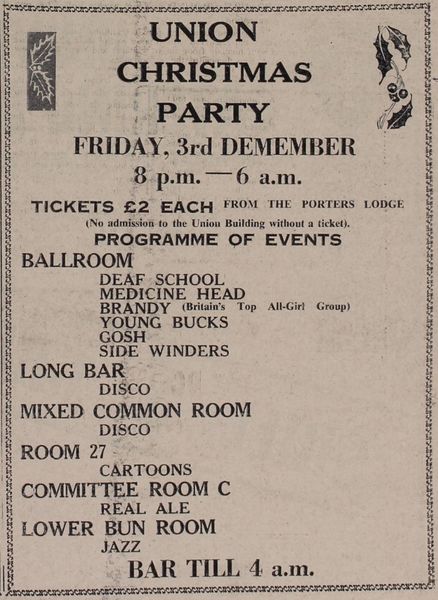 UNION
CHRISTMAS
PARTY
FRIDAY, 3rd DEMEMBER
8 p.m. — 6 a.m.
TICKETS £2 EACH FROM THE PORTERS LODGE
(No admission to the Union Building without a ticket).
PROGRAMME OF EVENTS
BALLROOM
DEAF SCHOOL
MEDICINE HEAD
BRANDY (Britain's Top All-Girl Group)
YOUNG BUCKS
GOSH
SIDE WINDERS
LONG BAR
DISCO
MIXED COMMON ROOM
DISCO
ROOM 27
CARTOONS
COMMITTEE ROOM C
REAL ALE
LOWER BUN ROOM
JAZZ
BAR TILL 4 a.m.